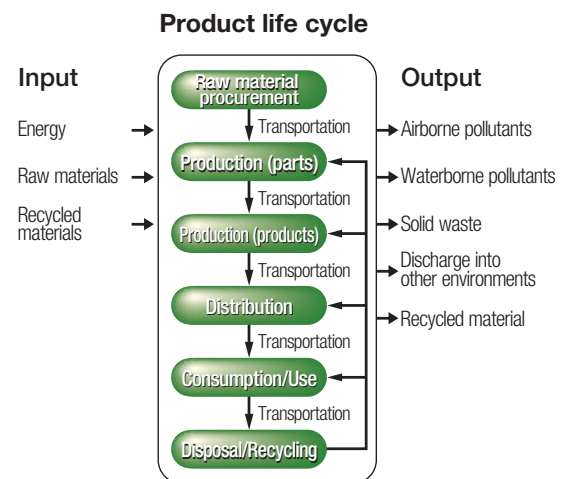 Product life cycle
Input
Energy
Raw materials
Recycled
materials
Raw material
procurement
Transportation
Production (parts)
Transportation
Production (products)
Transportation
Distribution
Transportation
Consumption/Use
Transportation
Disposal/Recycling
Output
Airborne pollutants
Waterborne pollutants
Solid waste
Discharge into
other environments
Recycled material